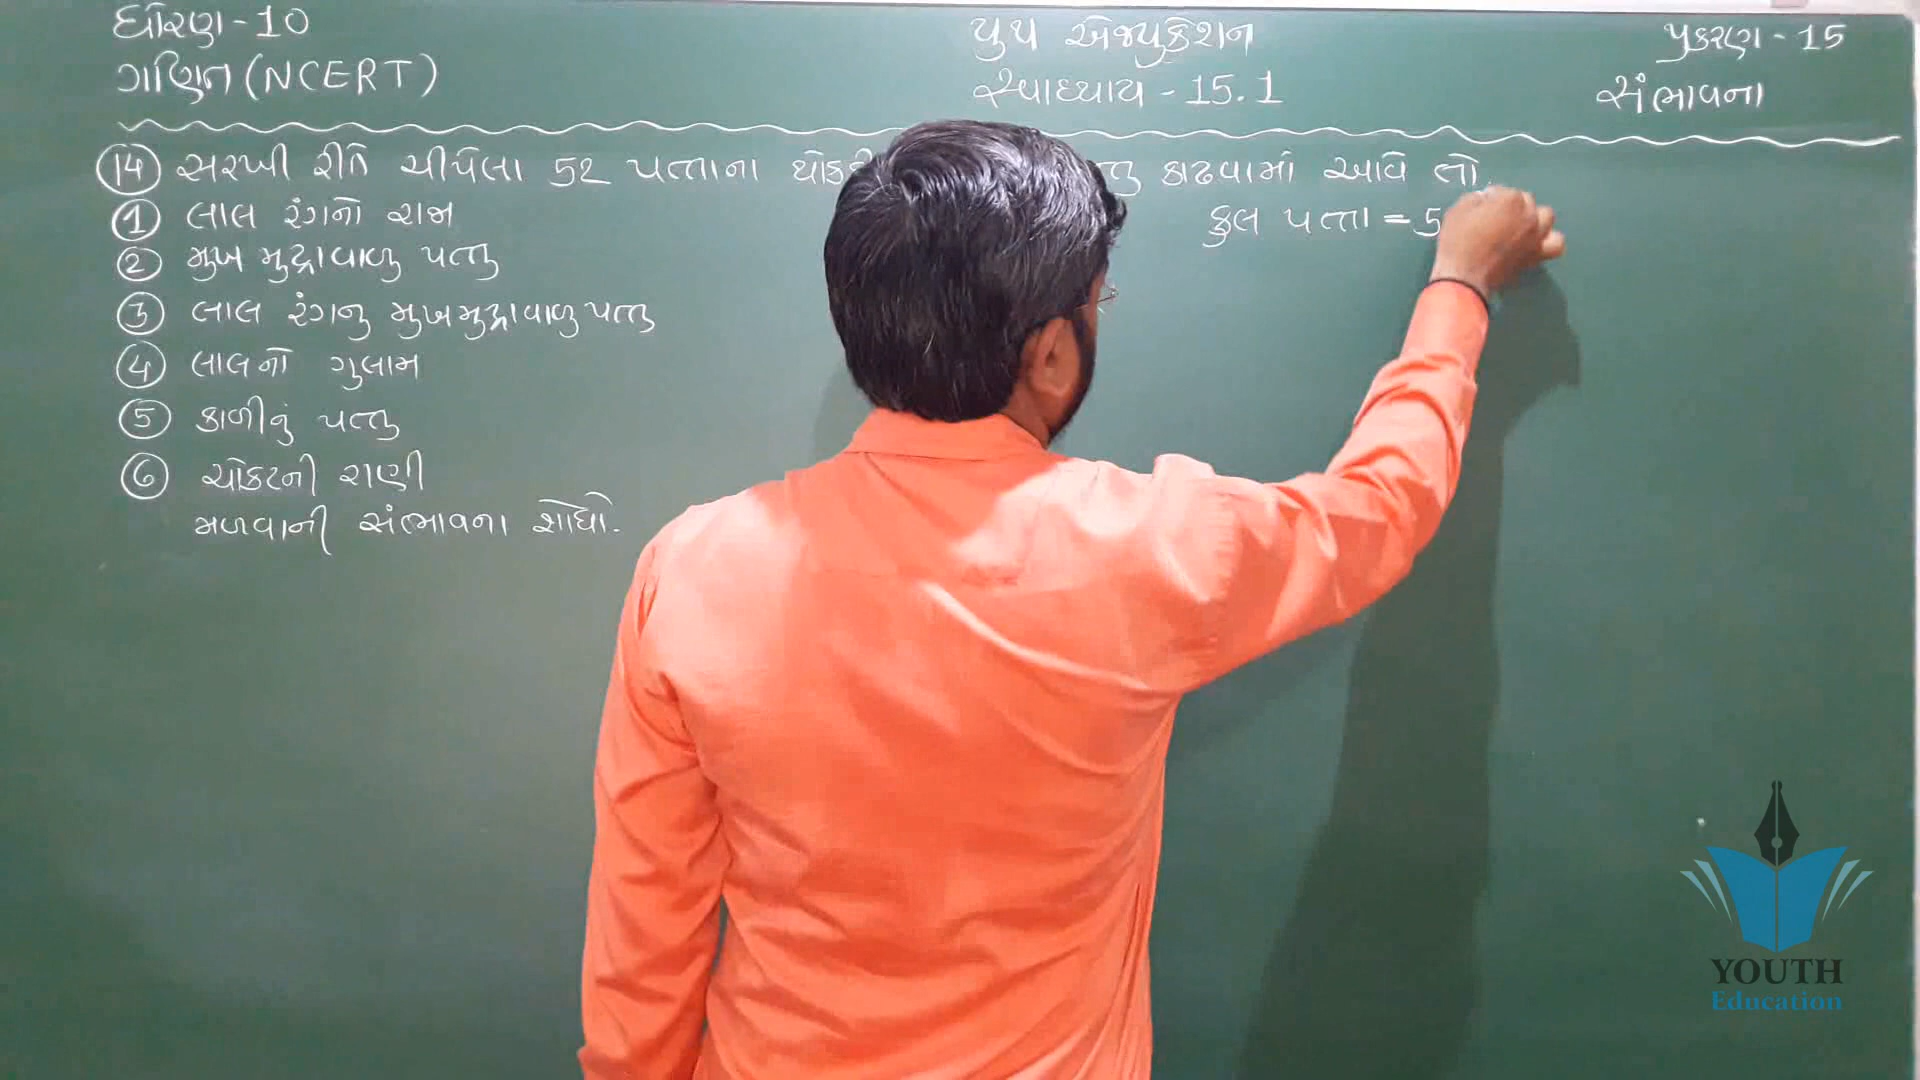 ધોરણ - 10
ગણિત (NCERT)
યુથ એજ્યુકેશન
સ્વાધ્યાય - 15.1
પ્રકરણ - 15
સંભાવના
14 સરખી રીતે ચીપેલા 52 પત્તાના કાઢવામાં આવે તો
કુલ પત્તા = 5
1 લાલ રંગનો રાજા
2 મુખ મુદ્રાવાળુ પત્તુ
3 લાલ રંગનુ મુખમુદ્રાવાળુ પત્તુ
4 લાલનો ગુલામ
5 કાળીનું પત્તુ
6 ચોકટની રાણી
મળવાની સંભાવના શોધો.
YOUTH
Education